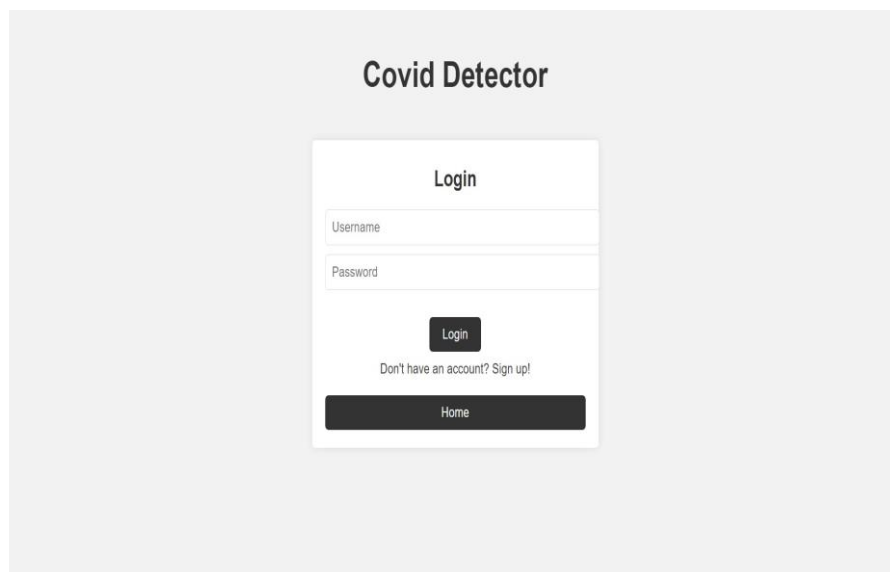 Covid Detector
Login
Username
Password
Login
Don't have an account? Sign up!
Home